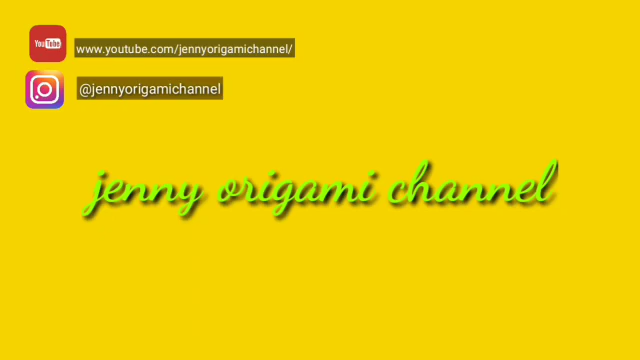 YouTube
www.youtube.com/jennyorigamichannel/
@jennyorigamichannel
jenny origami channel